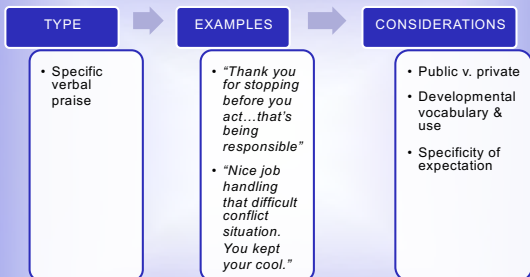 TYPE
EXAMPLES
CONSIDERATIONS
• Specific
verbal
praise
• “Thank you
for stopping
before you
act…that’s
being
responsible”
• “Nice job
handling
that difficult
conflict
situation.
You kept
your cool.”
• Public v. private
• Developmental
vocabulary &
use
• Specificity of
expectation